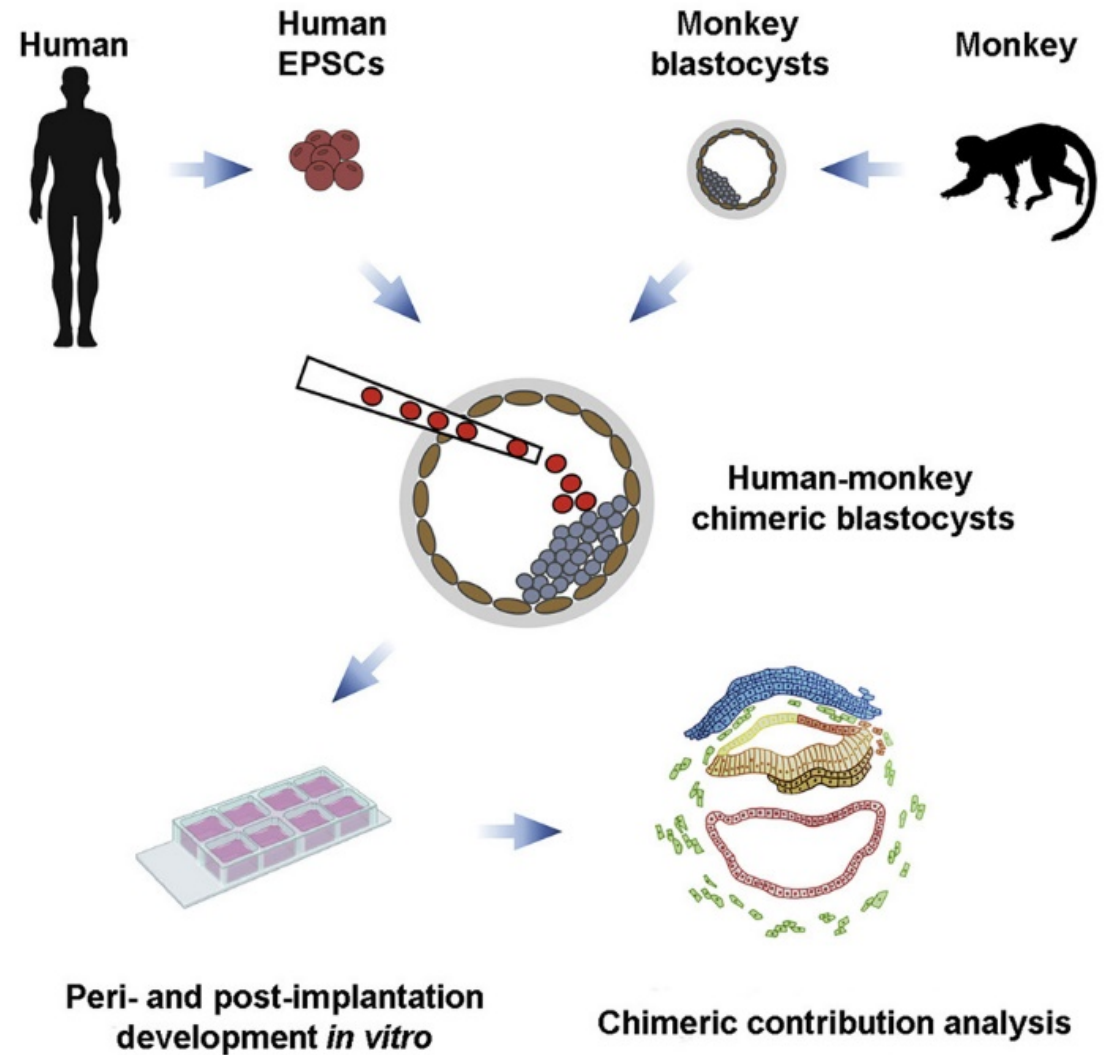 Human
Human
EPSCs
Monkey
blastocysts
Monkey
Human-monkey
chimeric blastocysts
Peri- and post-implantation
development in vitro
Chimeric contribution analysis